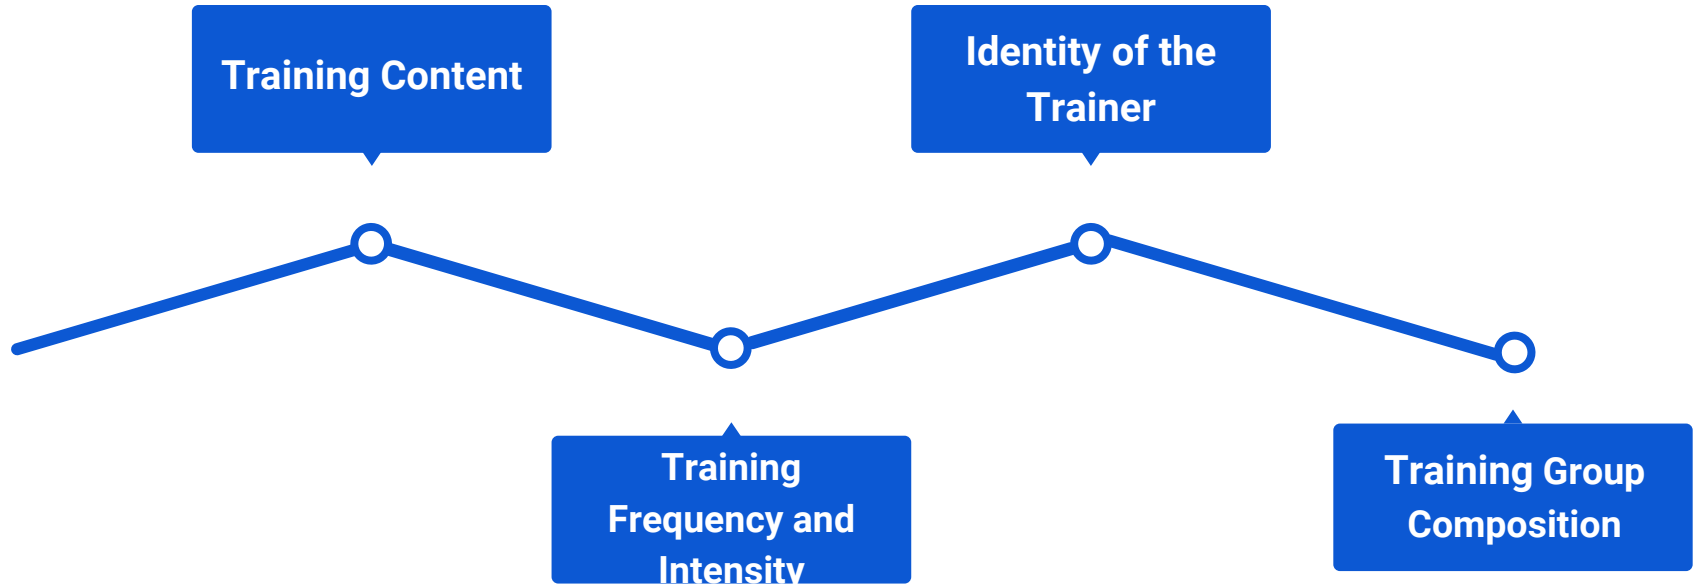 Training Content
Identity of the
Trainer
Training
Frequency and
Intensity
Training Group
Composition